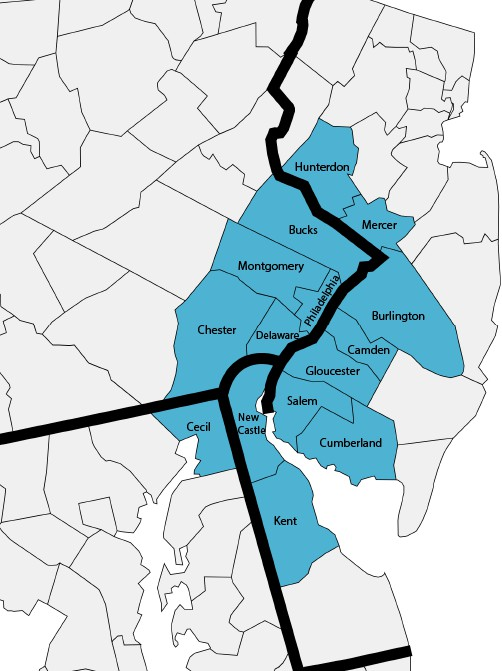 Hunterdon
Mercer
Bucks
Montgomery
Philadelphia
Burlington
Chester
Delaware
Camden
Gloucester
Salem
New
Castle
Cecil
Cumberland
Kent